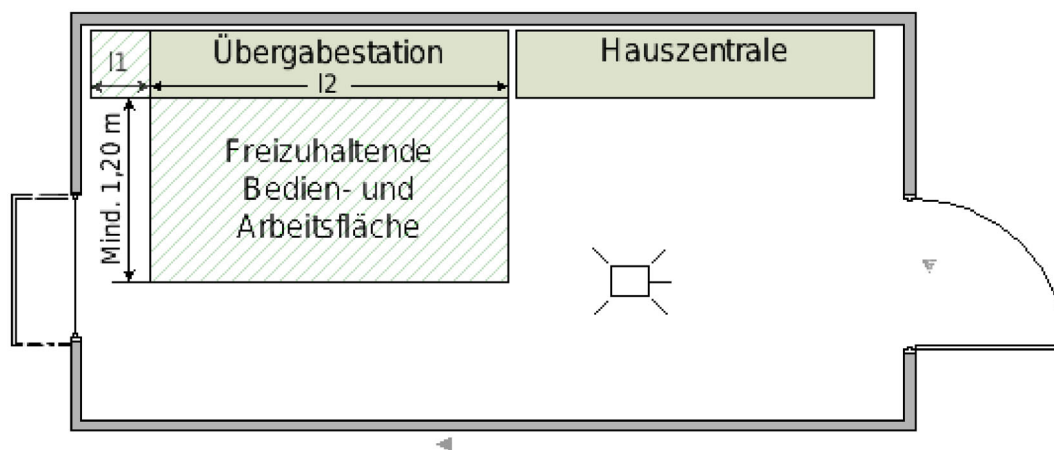 l1
Übergabestation
l2
Hauszentrale
Mind. 1,20 m
Freizuhaltende
Bedien- und
Arbeitsfläche